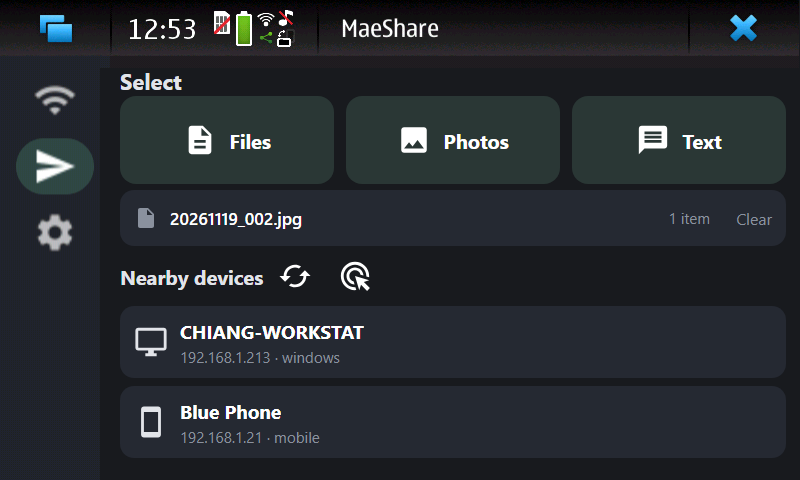 12:53
MaeShare
Select
Files
Photos
Text
20261119_002.jpg
1 item
Clear
Nearby devices
CHIANG-WORKSTAT
192.168.1.213 · windows
Blue Phone
192.168.1.21 · mobile